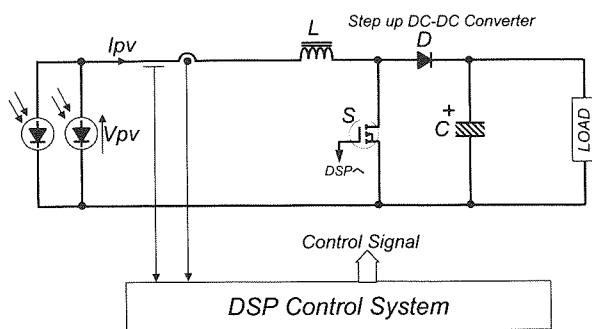 Step up DC-DC Converter
Ipv
L
D
Vpv
S
DSP
+
C
LOAD
Control Signal
DSP Control System